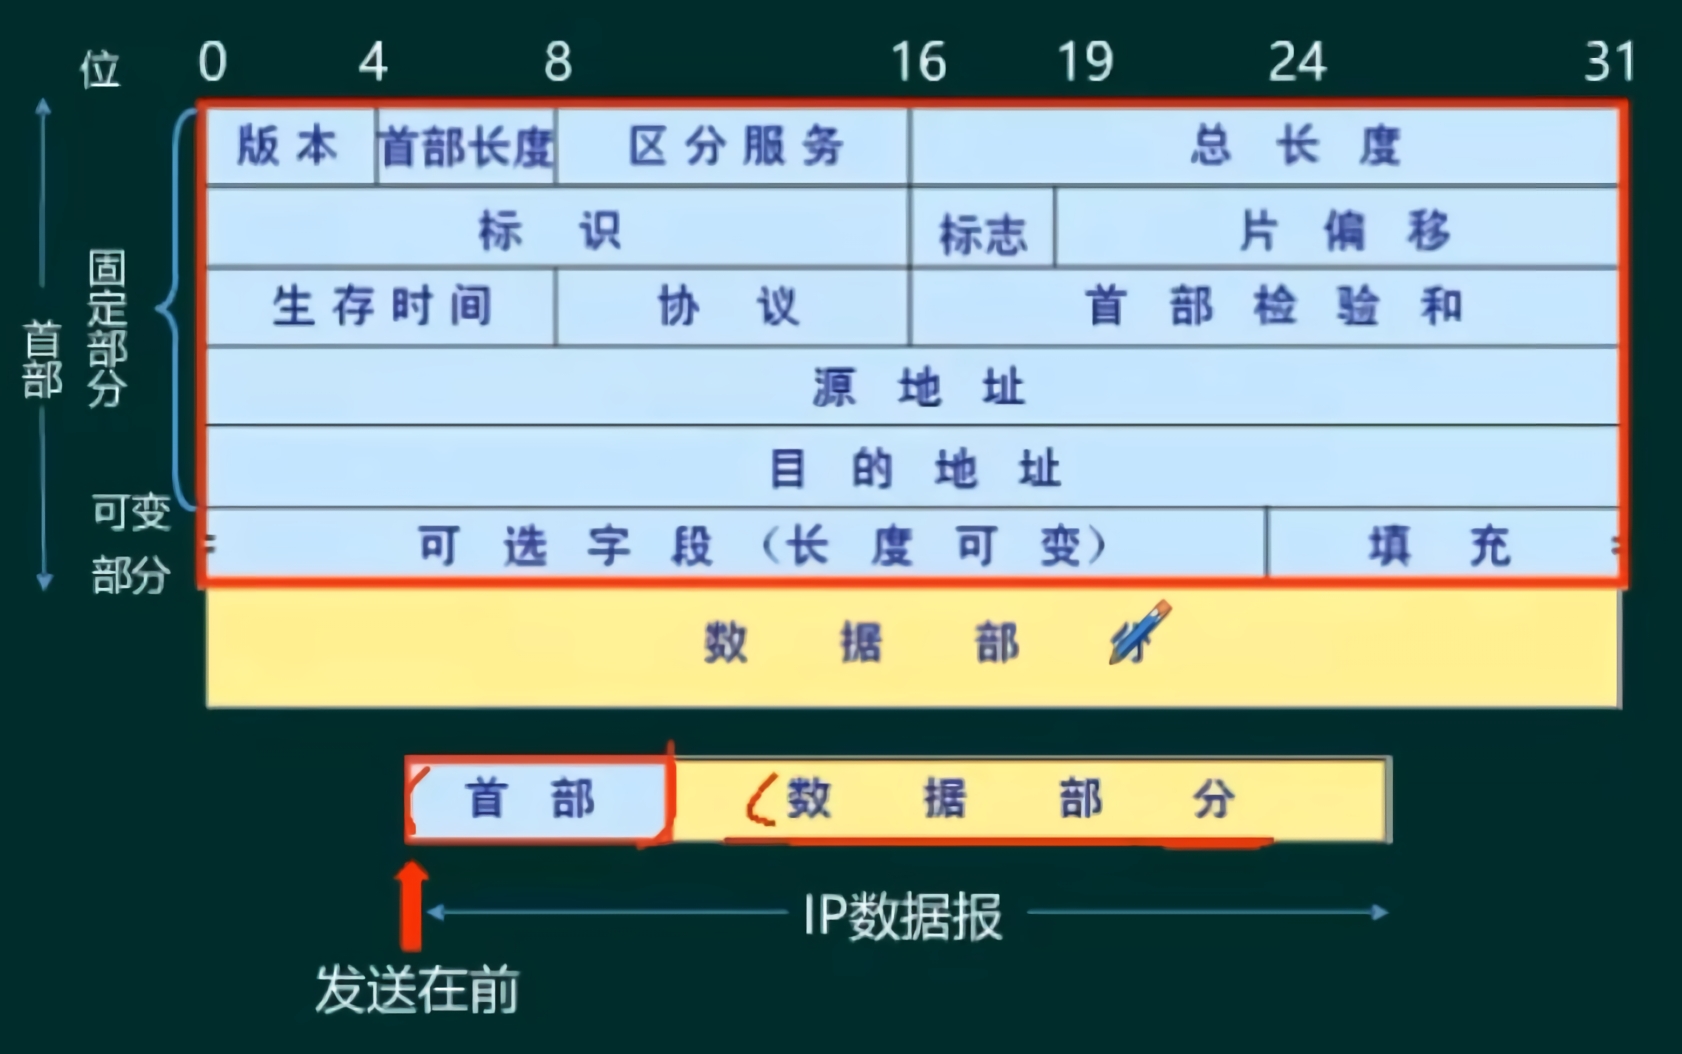 位 0 4 8 16 19 24 31
版本 首部长度 区分服务 总长度
标识 标志 片偏移
生存时间 协议 首部检验和
源地址
目的地址
可选字段（长度可变） 填充
首部
固定部分
可变部分
数据部分
首部 数据部分
IP数据报
发送在前